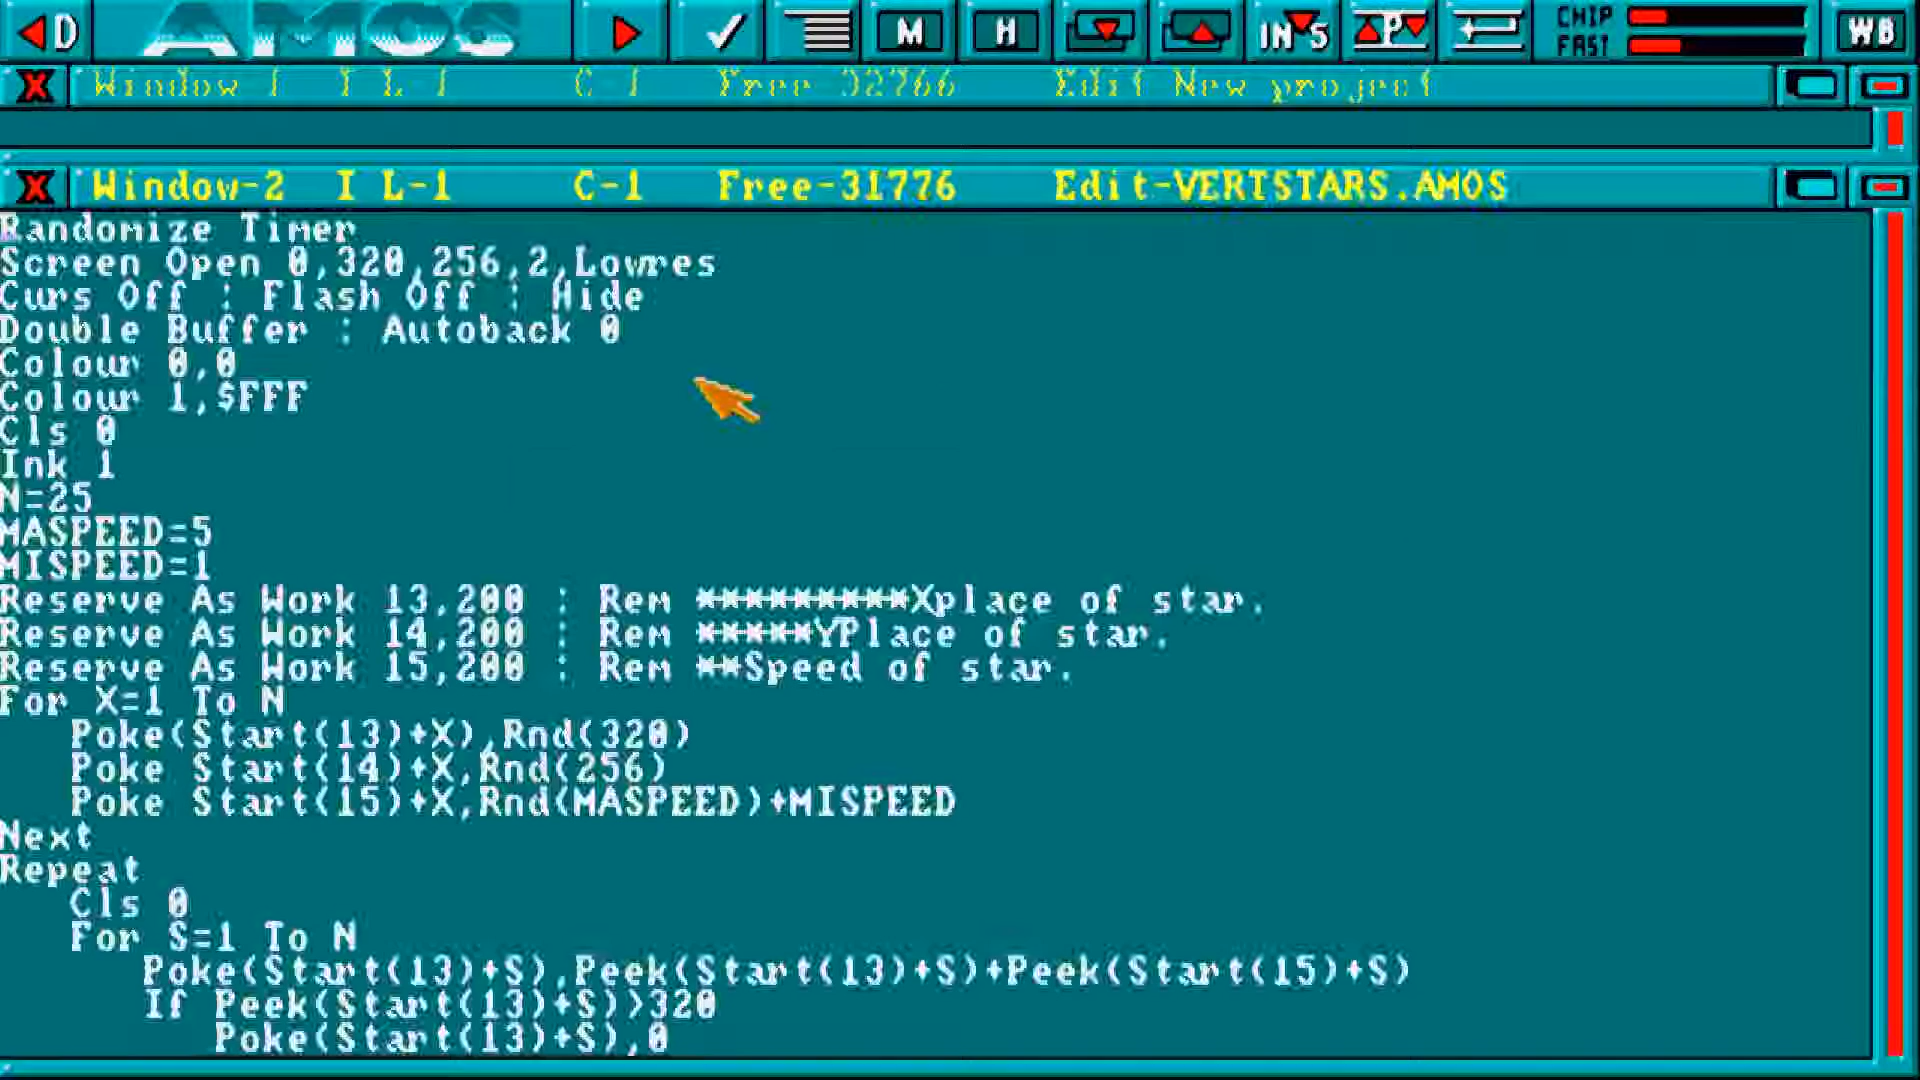 D AMOS M H INS P CHIP FAST WB
X Window 1 I L-1 C 1 Free 32766 Edit New project
X Window-2 I L-1 C-1 Free-31776 Edit-VERTSTARS.AMOS
Randomize Timer
Screen Open 0,320,256,2,Lowres
Curs Off : Flash Off : Hide
Double Buffer : Autoback 0
Colour 0,0
Colour 1,$FFF
Cls 0
Ink 1
N=25
MASPEED=5
MISPEED=1
Reserve As Work 13,200 : Rem *********Xplace of star.
Reserve As Work 14,200 : Rem *****YPlace of star.
Reserve As Work 15,200 : Rem **Speed of star.
For X=1 To N
Poke(Start(13)+X),Rnd(320)
Poke Start(14)+X,Rnd(256)
Poke Start(15)+X,Rnd(MASPEED)+MISPEED
Next
Repeat
Cls 0
For S=1 To N
Poke(Start(13)+S),Peek(Start(13)+S)+Peek(Start(15)+S)
If Peek(Start(13)+S)>320
Poke(Start(13)+S),0